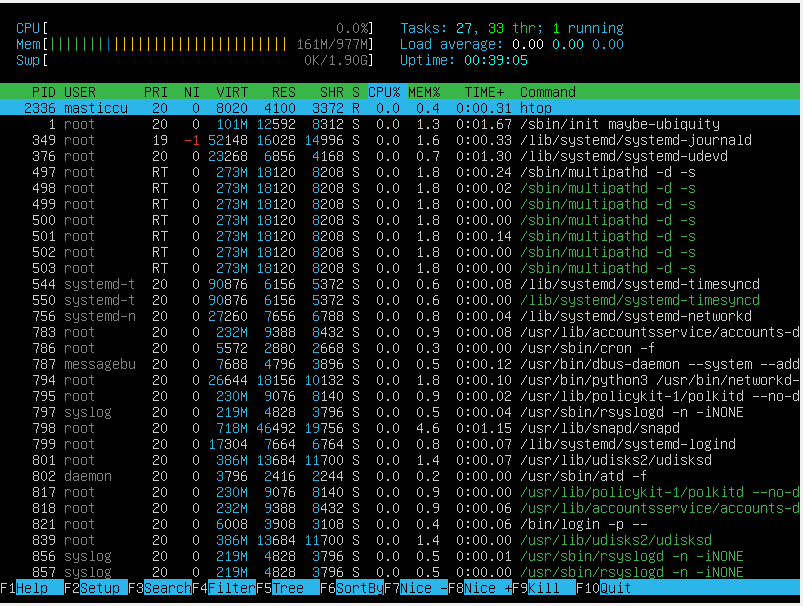 CPU[ 0.0%] Tasks: 27, 33 thr; 1 running
Mem[||||||||||||||||||||||||||||||| 161M/977M] Load average: 0.00 0.00 0.00
Swp[ 0K/1.90G] Uptime: 00:39:05
PID USER PRI NI VIRT RES SHR S CPU% MEM% TIME+ Command
2336 masticcu 20 0 8020 4100 3372 R 0.0 0.4 0:00.31 htop
1 root 20 0 101M 12592 8312 S 0.0 1.3 0:01.67 /sbin/init maybe-ubiquity
349 root 19 -1 52148 16028 14996 S 0.0 1.6 0:00.33 /lib/systemd/systemd-journald
376 root 20 0 23268 6856 4168 S 0.0 0.7 0:01.30 /lib/systemd/systemd-udevd
497 root RT 0 273M 18120 8208 S 0.0 1.8 0:00.24 /sbin/multipathd -d -s
498 root RT 0 273M 18120 8208 S 0.0 1.8 0:00.02 /sbin/multipathd -d -s
499 root RT 0 273M 18120 8208 S 0.0 1.8 0:00.00 /sbin/multipathd -d -s
500 root RT 0 273M 18120 8208 S 0.0 1.8 0:00.00 /sbin/multipathd -d -s
501 root RT 0 273M 18120 8208 S 0.0 1.8 0:00.14 /sbin/multipathd -d -s
502 root RT 0 273M 18120 8208 S 0.0 1.8 0:00.00 /sbin/multipathd -d -s
503 root RT 0 273M 18120 8208 S 0.0 1.8 0:00.00 /sbin/multipathd -d -s
544 systemd-t 20 0 90876 6156 5372 S 0.0 0.6 0:00.08 /lib/systemd/systemd-timesyncd
550 systemd-t 20 0 90876 6156 5372 S 0.0 0.6 0:00.00 /lib/systemd/systemd-timesyncd
756 systemd-n 20 0 27260 7656 6788 S 0.0 0.8 0:00.04 /lib/systemd/systemd-networkd
783 root 20 0 232M 9388 8432 S 0.0 0.9 0:00.08 /usr/lib/accountsservice/accounts-d
786 root 20 0 5572 2880 2668 S 0.0 0.3 0:00.00 /usr/sbin/cron -f
787 messagebu 20 0 7688 4796 3896 S 0.0 0.5 0:00.12 /usr/bin/dbus-daemon --system --add
794 root 20 0 26644 18156 10132 S 0.0 1.8 0:00.10 /usr/bin/python3 /usr/bin/networkd-
795 root 20 0 230M 9076 8140 S 0.0 0.9 0:00.02 /usr/lib/policykit-1/polkitd --no-d
797 syslog 20 0 219M 4828 3796 S 0.0 0.5 0:00.04 /usr/sbin/rsyslogd -n -iNONE
798 root 20 0 718M 46492 19756 S 0.0 4.6 0:01.15 /usr/lib/snapd/snapd
799 root 20 0 17304 7664 6764 S 0.0 0.8 0:00.07 /lib/systemd/systemd-logind
801 root 20 0 386M 13684 11700 S 0.0 1.4 0:00.07 /usr/lib/udisks2/udisksd
802 daemon 20 0 3796 2416 2244 S 0.0 0.2 0:00.00 /usr/sbin/atd -f
817 root 20 0 230M 9076 8140 S 0.0 0.9 0:00.00 /usr/lib/policykit-1/polkitd --no-d
818 root 20 0 232M 9388 8432 S 0.0 0.9 0:00.06 /usr/lib/accountsservice/accounts-d
821 root 20 0 6008 3908 3108 S 0.0 0.4 0:00.06 /bin/login -p --
839 root 20 0 386M 13684 11700 S 0.0 1.4 0:00.00 /usr/lib/udisks2/udisksd
856 syslog 20 0 219M 4828 3796 S 0.0 0.5 0:00.01 /usr/sbin/rsyslogd -n -iNONE
857 syslog 20 0 219M 4828 3796 S 0.0 0.5 0:00.00 /usr/sbin/rsyslogd -n -iNONE
F1Help F2Setup F3SearchF4FilterF5Tree F6SortByF7Nice -F8Nice +F9Kill F10Quit